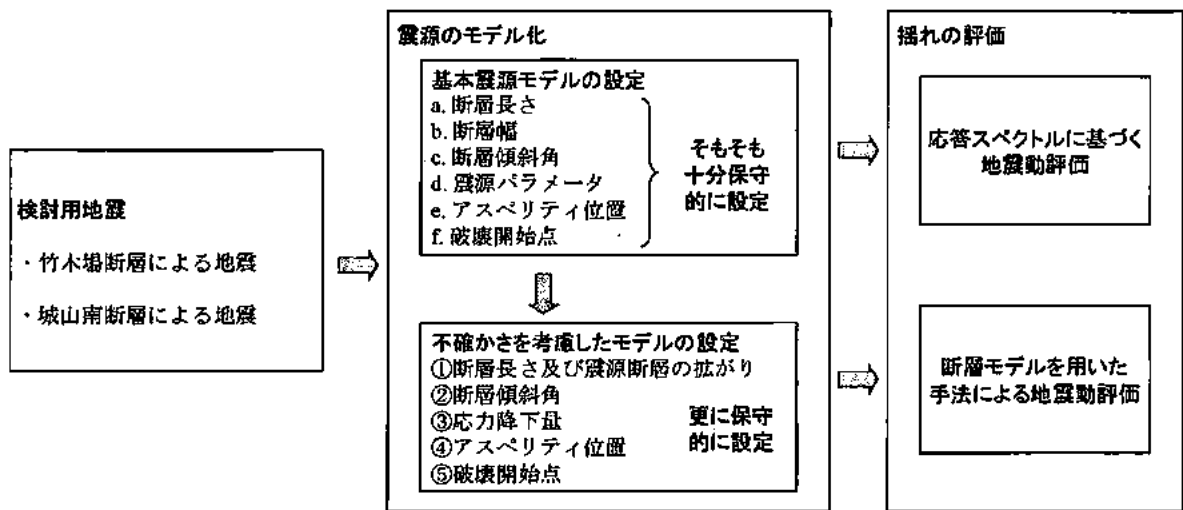 検討用地震
・竹木場断層による地震
・城山南断層による地震
震源のモデル化
基本震源モデルの設定
a. 断層長さ
b. 断層幅
c. 断層傾斜角
d. 震源パラメータ
e. アスペリティ位置
f. 破壊開始点
そもそも
十分保守
的に設定
不確かさを考慮したモデルの設定
①断層長さ及び震源断層の拡がり
②断層傾斜角
③応力降下量
④アスペリティ位置
⑤破壊開始点
更に保守
的に設定
揺れの評価
応答スペクトルに基づく
地震動評価
断層モデルを用いた
手法による地震動評価